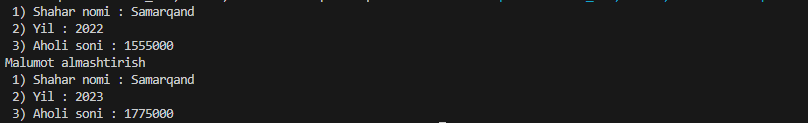 1) Shahar nomi : Samarqand
2) Yil : 2022
3) Aholi soni : 1555000
Malumot almashtirish
1) Shahar nomi : Samarqand
2) Yil : 2023
3) Aholi soni : 1775000